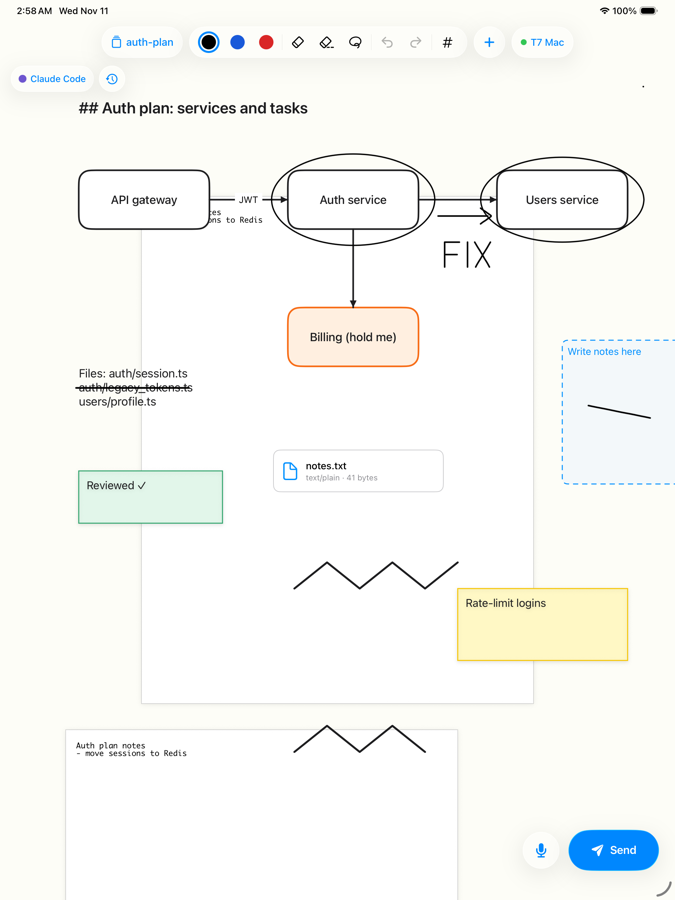 2:58 AM Wed Nov 11
100%
auth-plan
#
+
T7 Mac
Claude Code
## Auth plan: services and tasks
API gateway
JWT
Auth service
Users service
ons to Redis
FIX
Billing (hold me)
Write notes here
Files: auth/session.ts
auth/legacy_tokens.ts
users/profile.ts
notes.txt
text/plain · 41 bytes
Reviewed ✓
Rate-limit logins
Auth plan notes
- move sessions to Redis
Send